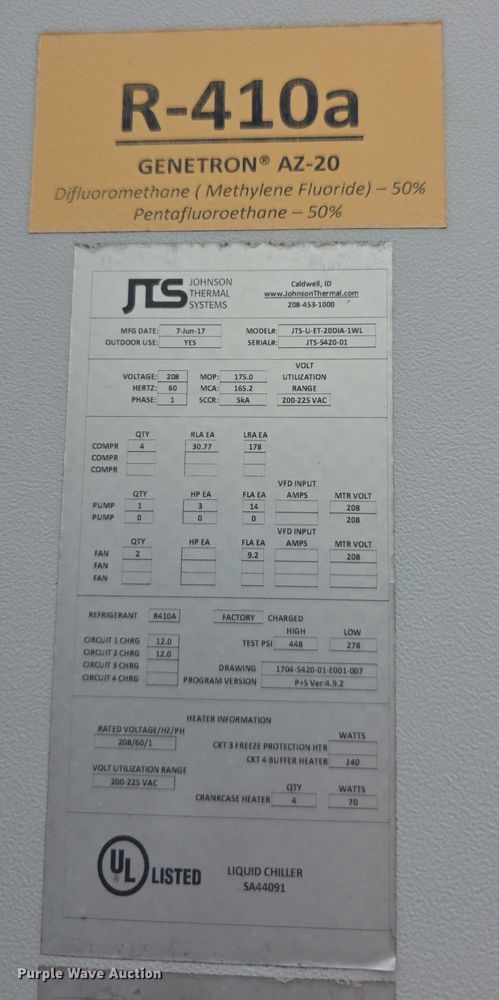 R-410a
GENETRON® AZ-20
Difluoromethane ( Methylene Fluoride) – 50%
Pentafluoroethane – 50%
JTS JOHNSON THERMAL SYSTEMS
Caldwell, ID
www.JohnsonThermal.com
208-453-1000
MFG DATE: 7-Jun-17 MODEL#: JTS-U-ET-20DIA-1WL
OUTDOOR USE: YES SERIAL#: JTS-5420-01
VOLT
VOLTAGE: 208 MOP: 175.0 UTILIZATION
HERTZ: 60 MCA: 165.2 RANGE
PHASE: 1 SCCR: 5kA 200-225 VAC
QTY RLA EA LRA EA
COMPR 4 30.77 178
COMPR
COMPR
VFD INPUT
QTY HP EA FLA EA AMPS MTR VOLT
PUMP 1 3 14 208
PUMP 0 0 0 208
VFD INPUT
QTY HP EA FLA EA AMPS MTR VOLT
FAN 2 9.2 208
FAN
FAN
REFRIGERANT R410A FACTORY CHARGED
HIGH LOW
CIRCUIT 1 CHRG 12.0 TEST PSI 448 278
CIRCUIT 2 CHRG 12.0
CIRCUIT 3 CHRG DRAWING 1704-5420-01-E001-007
CIRCUIT 4 CHRG PROGRAM VERSION P+5 Ver:4.9.2
HEATER INFORMATION
RATED VOLTAGE/HZ/PH WATTS
208/60/1 CKT 3 FREEZE PROTECTION HTR
CKT 4 BUFFER HEATER 140
VOLT UTILIZATION RANGE
200-225 VAC QTY WATTS
CRANKCASE HEATER 4 70
UL ® LISTED
LIQUID CHILLER
SA44091
Purple Wave Auction